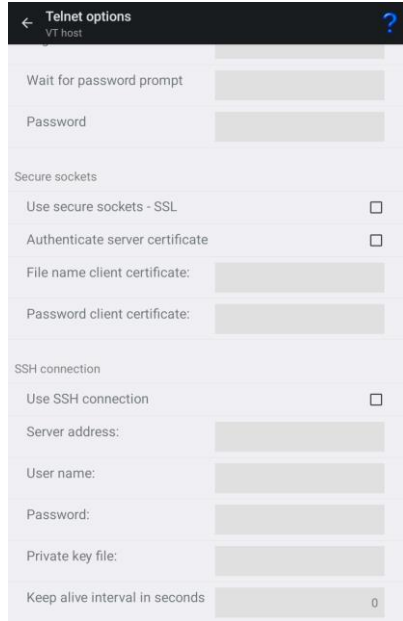 Telnet options
VT host
?
Wait for password prompt
Password
Secure sockets
Use secure sockets - SSL
Authenticate server certificate
File name client certificate:
Password client certificate:
SSH connection
Use SSH connection
Server address:
User name:
Password:
Private key file:
Keep alive interval in seconds 0